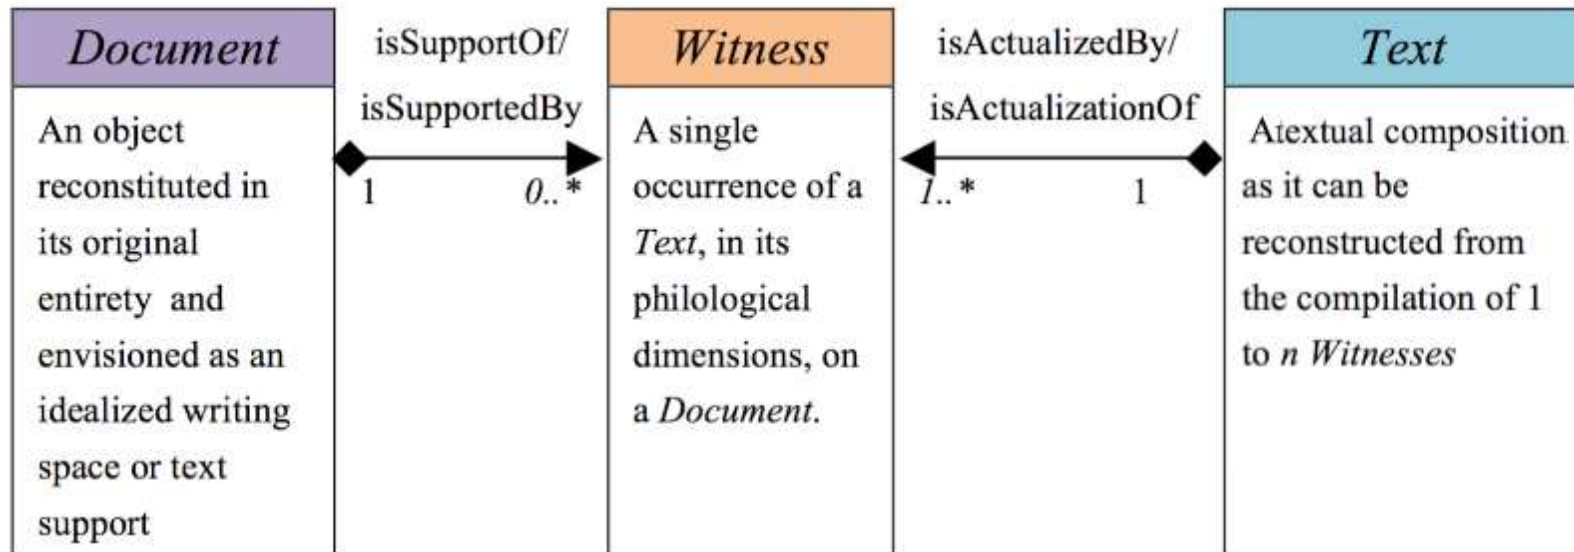 Document
An object
reconstituted in
its original
entirety and
envisioned as an
idealized writing
space or text
support
isSupportOf/
isSupportedBy
1 0..*
Witness
A single
occurrence of a
Text, in its
philological
dimensions, on
a Document.
isActualizedBy/
isActualizationOf
1..* 1
Text
Atextual composition
as it can be
reconstructed from
the compilation of 1
to n Witnesses